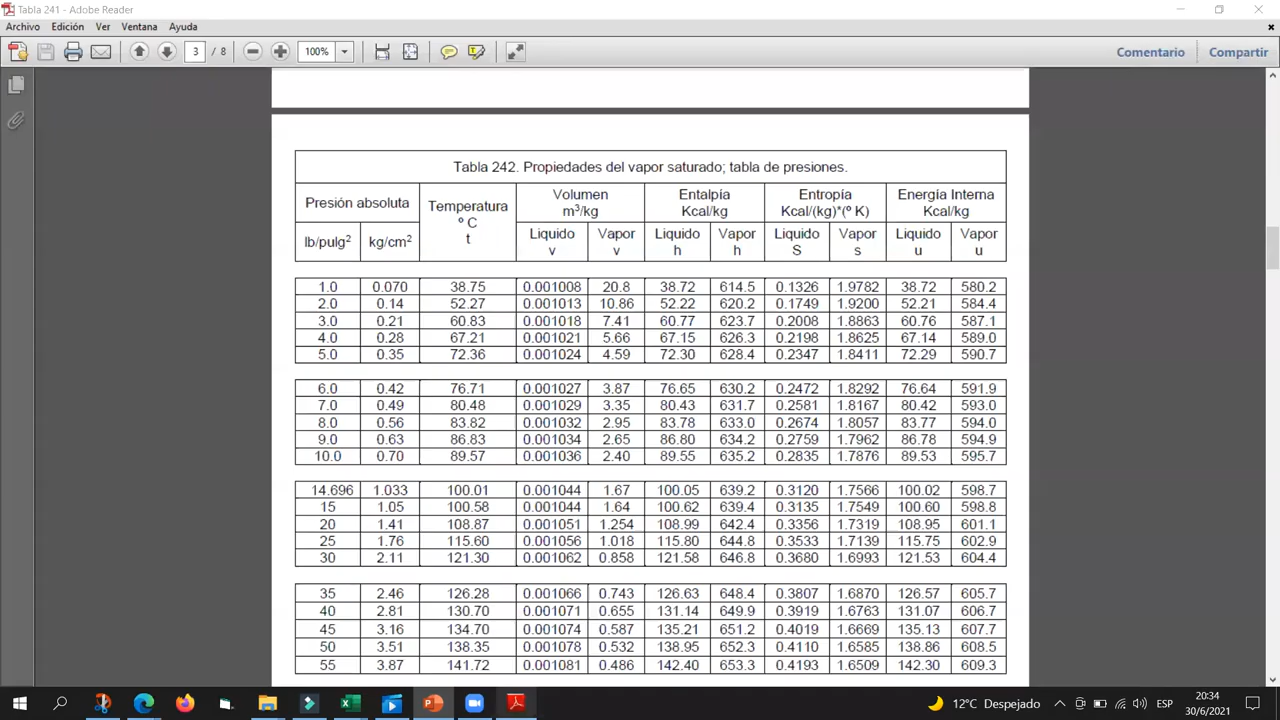 Tabla 241 - Adobe Reader
Archivo Edición Ver Ventana Ayuda
3 / 8 100% Comentario Compartir
Tabla 242. Propiedades del vapor saturado; tabla de presiones.
Presión absoluta Temperatura º C t Volumen m³/kg Entalpía Kcal/kg Entropía Kcal/(kg)*(º K) Energía Interna Kcal/kg
lb/pulg² kg/cm² Liquido v Vapor v Liquido h Vapor h Liquido S Vapor s Liquido u Vapor u
1.0 0.070 38.75 0.001008 20.8 38.72 614.5 0.1326 1.9782 38.72 580.2
2.0 0.14 52.27 0.001013 10.86 52.22 620.2 0.1749 1.9200 52.21 584.4
3.0 0.21 60.83 0.001018 7.41 60.77 623.7 0.2008 1.8863 60.76 587.1
4.0 0.28 67.21 0.001021 5.66 67.15 626.3 0.2198 1.8625 67.14 589.0
5.0 0.35 72.36 0.001024 4.59 72.30 628.4 0.2347 1.8411 72.29 590.7
6.0 0.42 76.71 0.001027 3.87 76.65 630.2 0.2472 1.8292 76.64 591.9
7.0 0.49 80.48 0.001029 3.35 80.43 631.7 0.2581 1.8167 80.42 593.0
8.0 0.56 83.82 0.001032 2.95 83.78 633.0 0.2674 1.8057 83.77 594.0
9.0 0.63 86.83 0.001034 2.65 86.80 634.2 0.2759 1.7962 86.78 594.9
10.0 0.70 89.57 0.001036 2.40 89.55 635.2 0.2835 1.7876 89.53 595.7
14.696 1.033 100.01 0.001044 1.67 100.05 639.2 0.3120 1.7566 100.02 598.7
15 1.05 100.58 0.001044 1.64 100.62 639.4 0.3135 1.7549 100.60 598.8
20 1.41 108.87 0.001051 1.254 108.99 642.4 0.3356 1.7319 108.95 601.1
25 1.76 115.60 0.001056 1.018 115.80 644.8 0.3533 1.7139 115.75 602.9
30 2.11 121.30 0.001062 0.858 121.58 646.8 0.3680 1.6993 121.53 604.4
35 2.46 126.28 0.001066 0.743 126.63 648.4 0.3807 1.6870 126.57 605.7
40 2.81 130.70 0.001071 0.655 131.14 649.9 0.3919 1.6763 131.07 606.7
45 3.16 134.70 0.001074 0.587 135.21 651.2 0.4019 1.6669 135.13 607.7
50 3.51 138.35 0.001078 0.532 138.95 652.3 0.4110 1.6585 138.86 608.5
55 3.87 141.72 0.001081 0.486 142.40 653.3 0.4193 1.6509 142.30 609.3
12°C Despejado ESP 20:34
30/6/2021